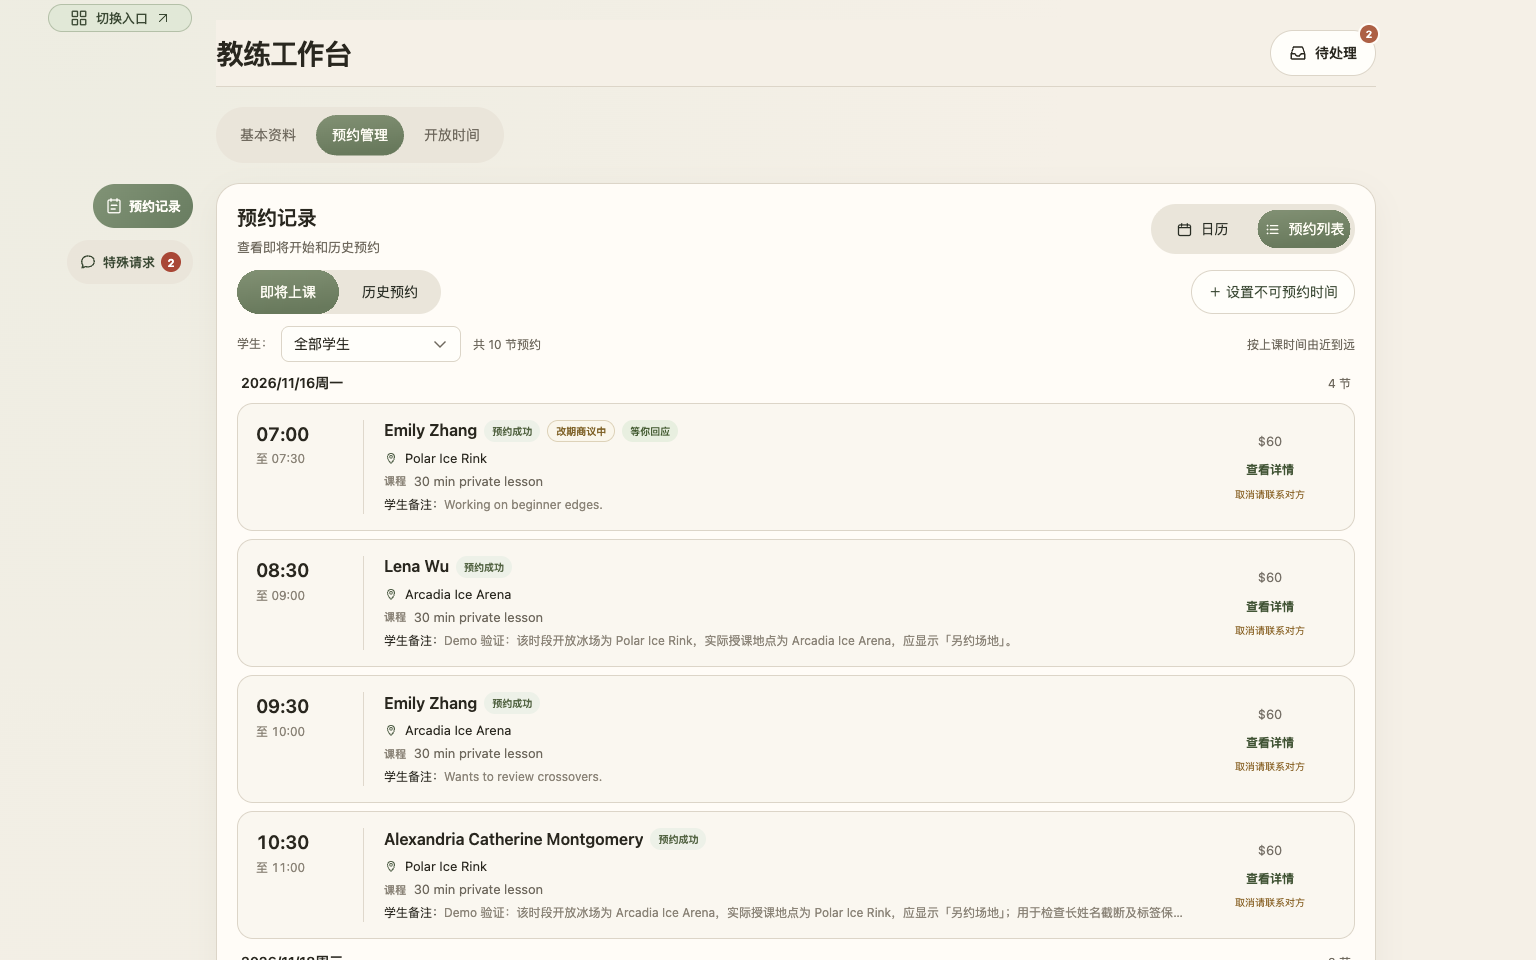 切换入口
教练工作台
待处理
2
基本资料
预约管理
开放时间
预约记录
特殊请求 2
预约记录
查看即将开始和历史预约
日历
预约列表
即将上课
历史预约
+ 设置不可预约时间
学生：
全部学生
共 10 节预约
按上课时间由近到远
2026/11/16周一
4 节
07:00
至 07:30
Emily Zhang 预约成功 改期商议中 等你回应
Polar Ice Rink
课程 30 min private lesson
学生备注：Working on beginner edges.
$60
查看详情
取消请联系对方
08:30
至 09:00
Lena Wu 预约成功
Arcadia Ice Arena
课程 30 min private lesson
学生备注：Demo 验证：该时段开放冰场为 Polar Ice Rink，实际授课地点为 Arcadia Ice Arena，应显示「另约场地」。
$60
查看详情
取消请联系对方
09:30
至 10:00
Emily Zhang 预约成功
Arcadia Ice Arena
课程 30 min private lesson
学生备注：Wants to review crossovers.
$60
查看详情
取消请联系对方
10:30
至 11:00
Alexandria Catherine Montgomery 预约成功
Polar Ice Rink
课程 30 min private lesson
学生备注：Demo 验证：该时段开放冰场为 Arcadia Ice Arena，实际授课地点为 Polar Ice Rink，应显示「另约场地」；用于检查长姓名截断及标签保...
$60
查看详情
取消请联系对方